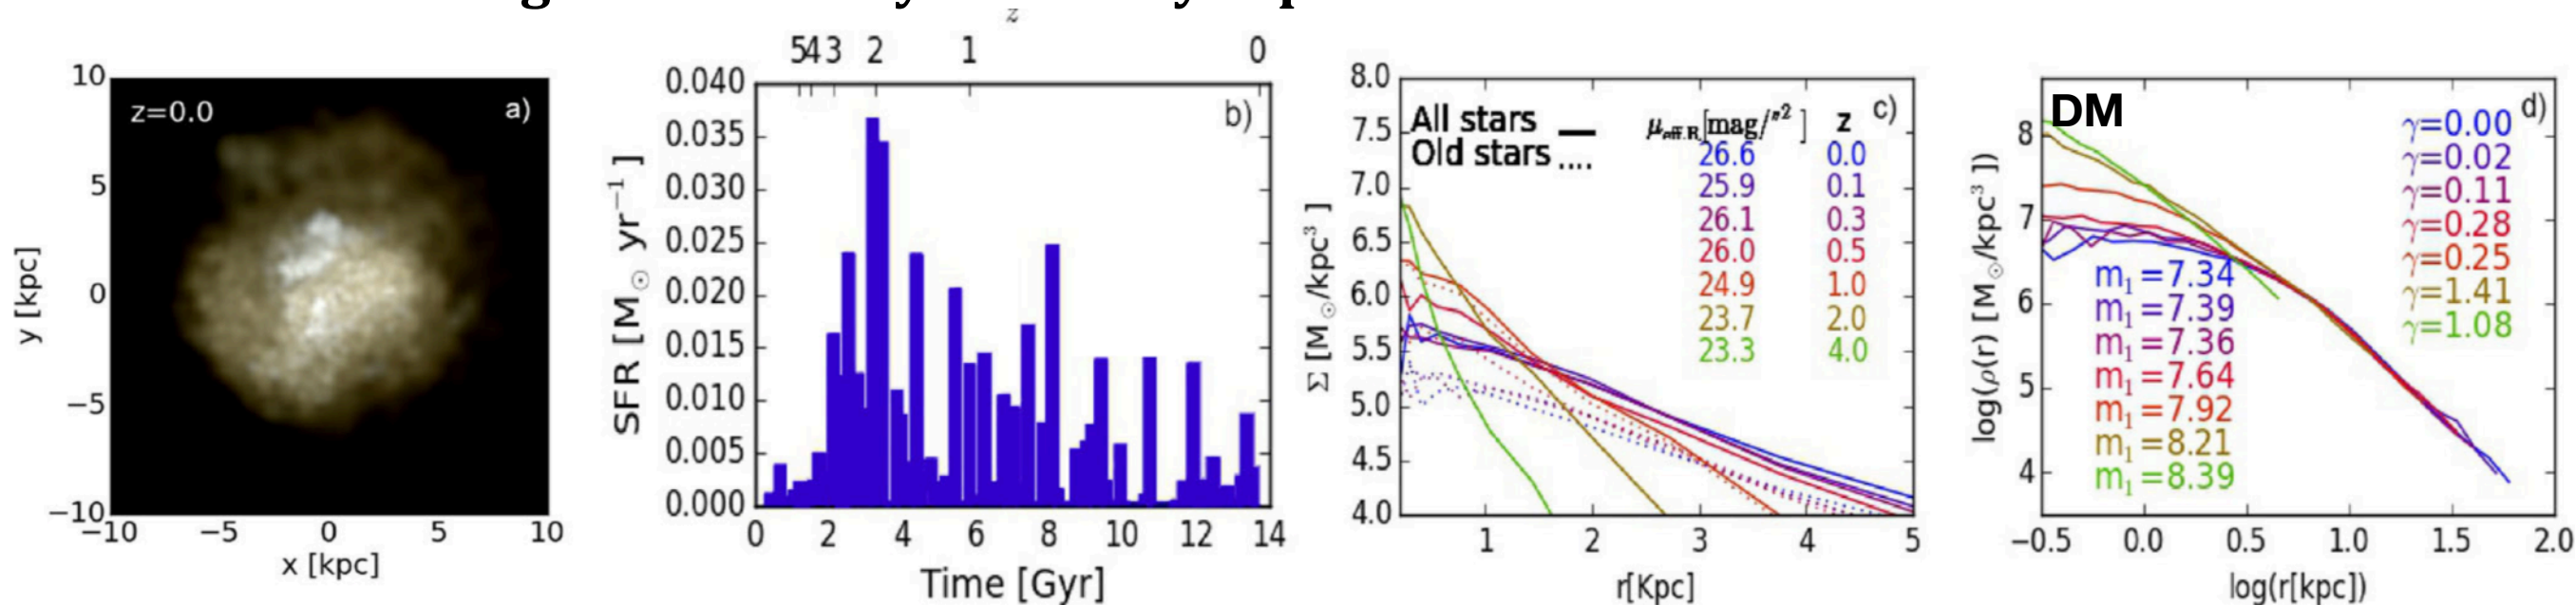 z
z=0.0 a)
10
5
0
−5
−10
−10 −5 0 5 10
x [kpc]
y [kpc]
5 4 3 2 1 0
b)
0.040
0.035
0.030
0.025
0.020
0.015
0.010
0.005
0.000
0 2 4 6 8 10 12 14
Time [Gyr]
SFR [M⊙ yr⁻¹]
c)
8.0
7.5
7.0
6.5
6.0
5.5
5.0
4.5
4.0
All stars
Old stars ....
μeff.R[mag/"²] z
26.6 0.0
25.9 0.1
26.1 0.3
26.0 0.5
24.9 1.0
23.7 2.0
23.3 4.0
1 2 3 4 5
r[Kpc]
Σ [M⊙/kpc³]
DM d)
8
7
6
5
4
γ=0.00
γ=0.02
γ=0.11
γ=0.28
γ=0.25
γ=1.41
γ=1.08
m₁=7.34
m₁=7.39
m₁=7.36
m₁=7.64
m₁=7.92
m₁=8.21
m₁=8.39
−0.5 0.0 0.5 1.0 1.5 2.0
log(r[kpc])
log(ρ(r) [M⊙/kpc³])